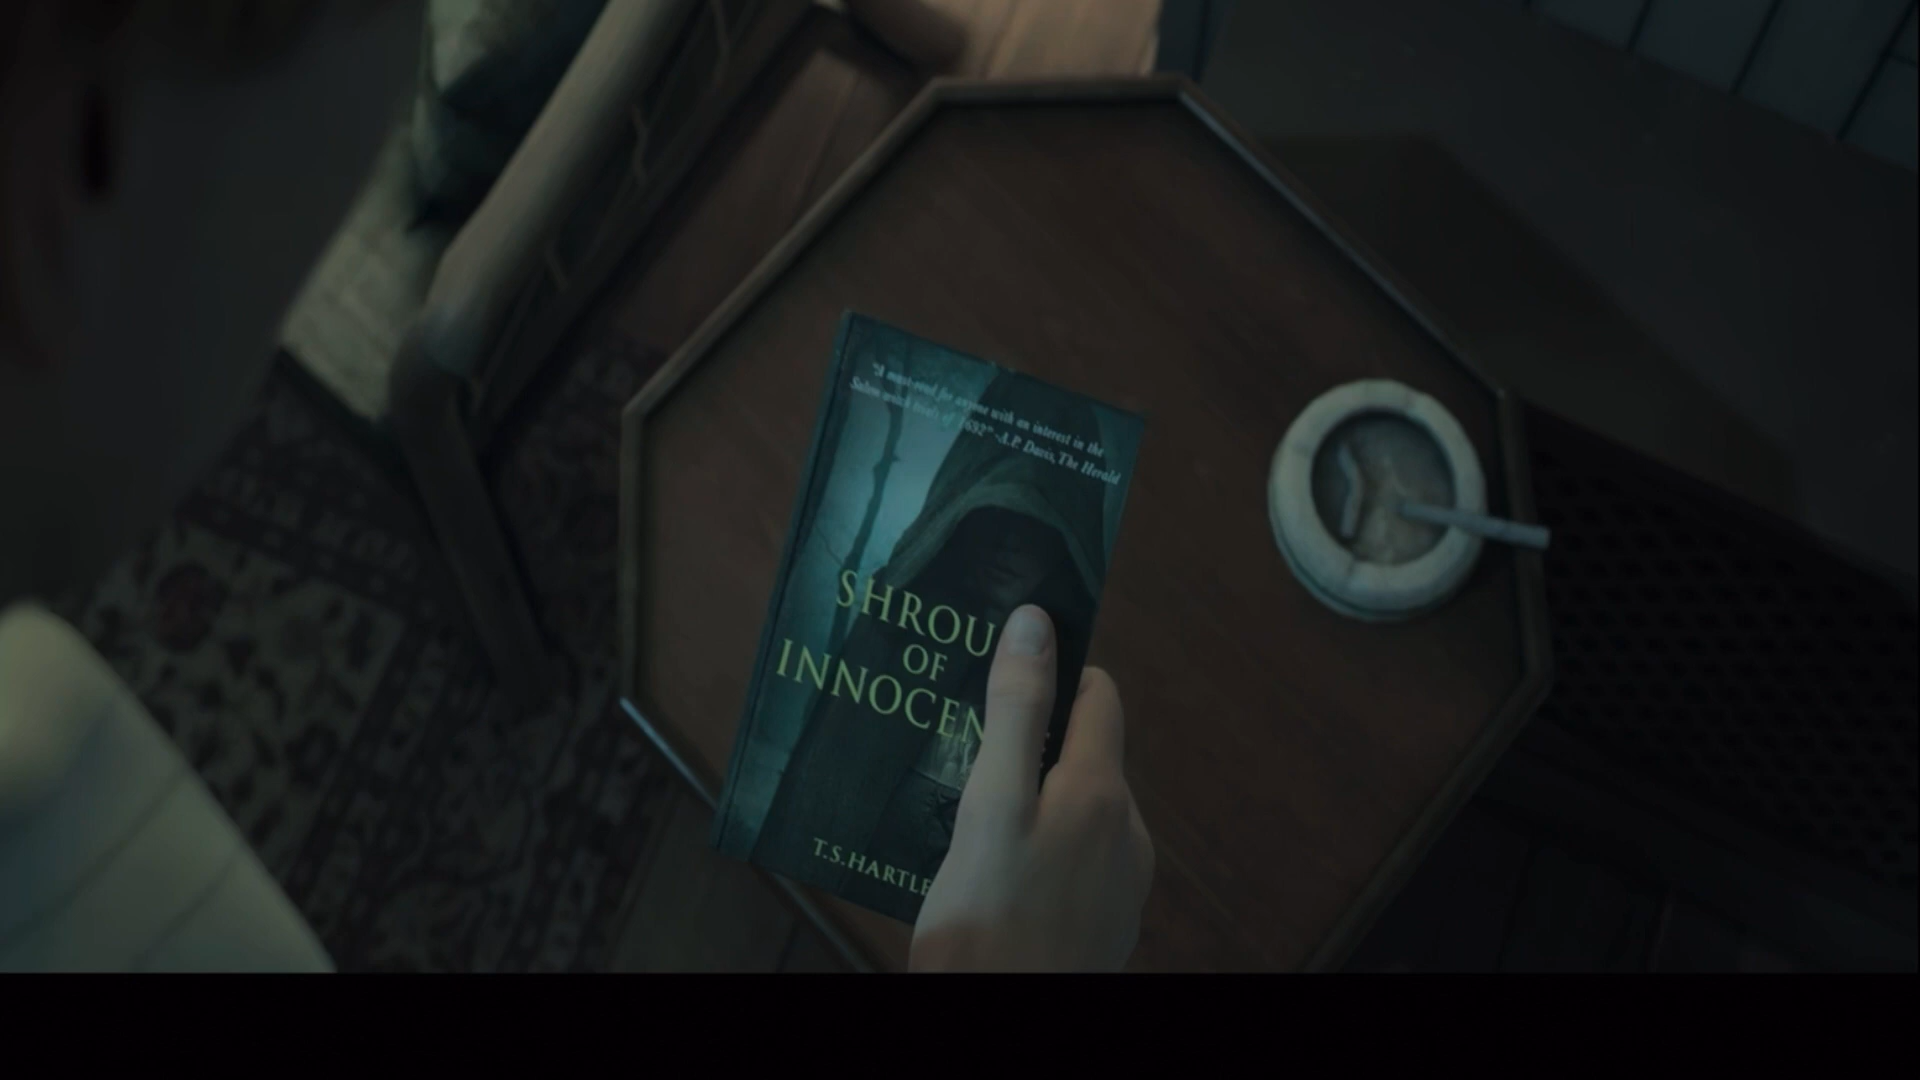 "A must-read for anyone with an interest in the
Salem witch trials of 1692" -A.P. Davis, The Herald
SHROU
OF
INNOCEN
T.S.HARTLE